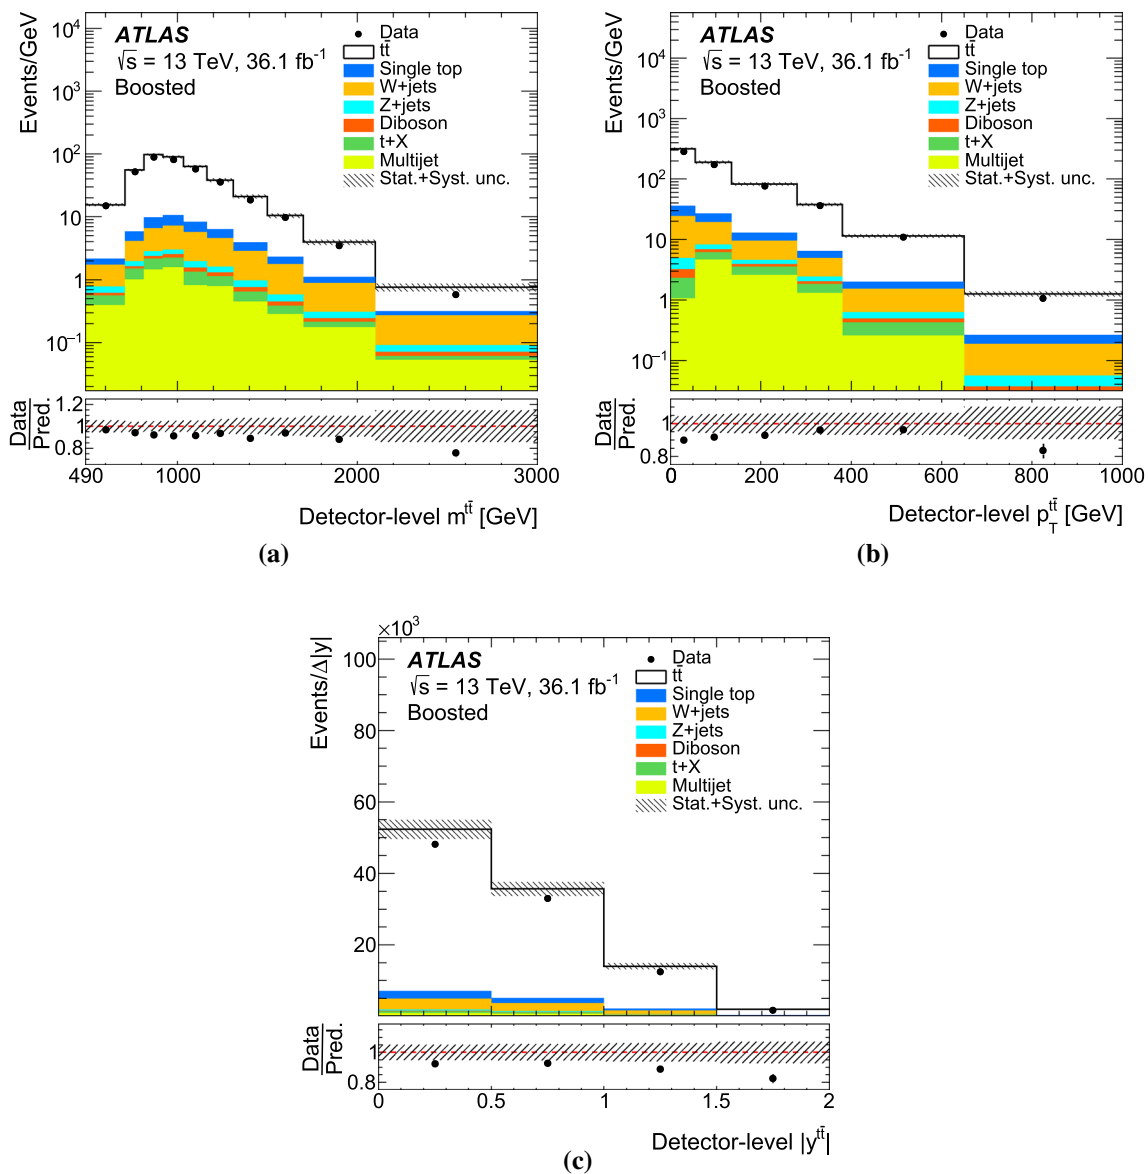 Events/GeV
10⁴
10³
10²
10
1
10⁻¹
ATLAS
√s = 13 TeV, 36.1 fb⁻¹
Boosted
Data
tt̄
Single top
W+jets
Z+jets
Diboson
t+X
Multijet
Stat.+Syst. unc.
Data
Pred.
1.2
1
0.8
490 1000 2000 3000
Detector-level m^{tt̄} [GeV]
(a)
Events/GeV
10⁴
10³
10²
10
1
10⁻¹
ATLAS
√s = 13 TeV, 36.1 fb⁻¹
Boosted
Data
tt̄
Single top
W+jets
Z+jets
Diboson
t+X
Multijet
Stat.+Syst. unc.
Data
Pred.
1
0.8
0 200 400 600 800 1000
Detector-level p_T^{tt̄} [GeV]
(b)
×10³
Events/Δ|y|
100
80
60
40
20
ATLAS
√s = 13 TeV, 36.1 fb⁻¹
Boosted
Data
tt̄
Single top
W+jets
Z+jets
Diboson
t+X
Multijet
Stat.+Syst. unc.
Data
Pred.
1
0.8
0 0.5 1 1.5 2
Detector-level |y^{tt̄}|
(c)